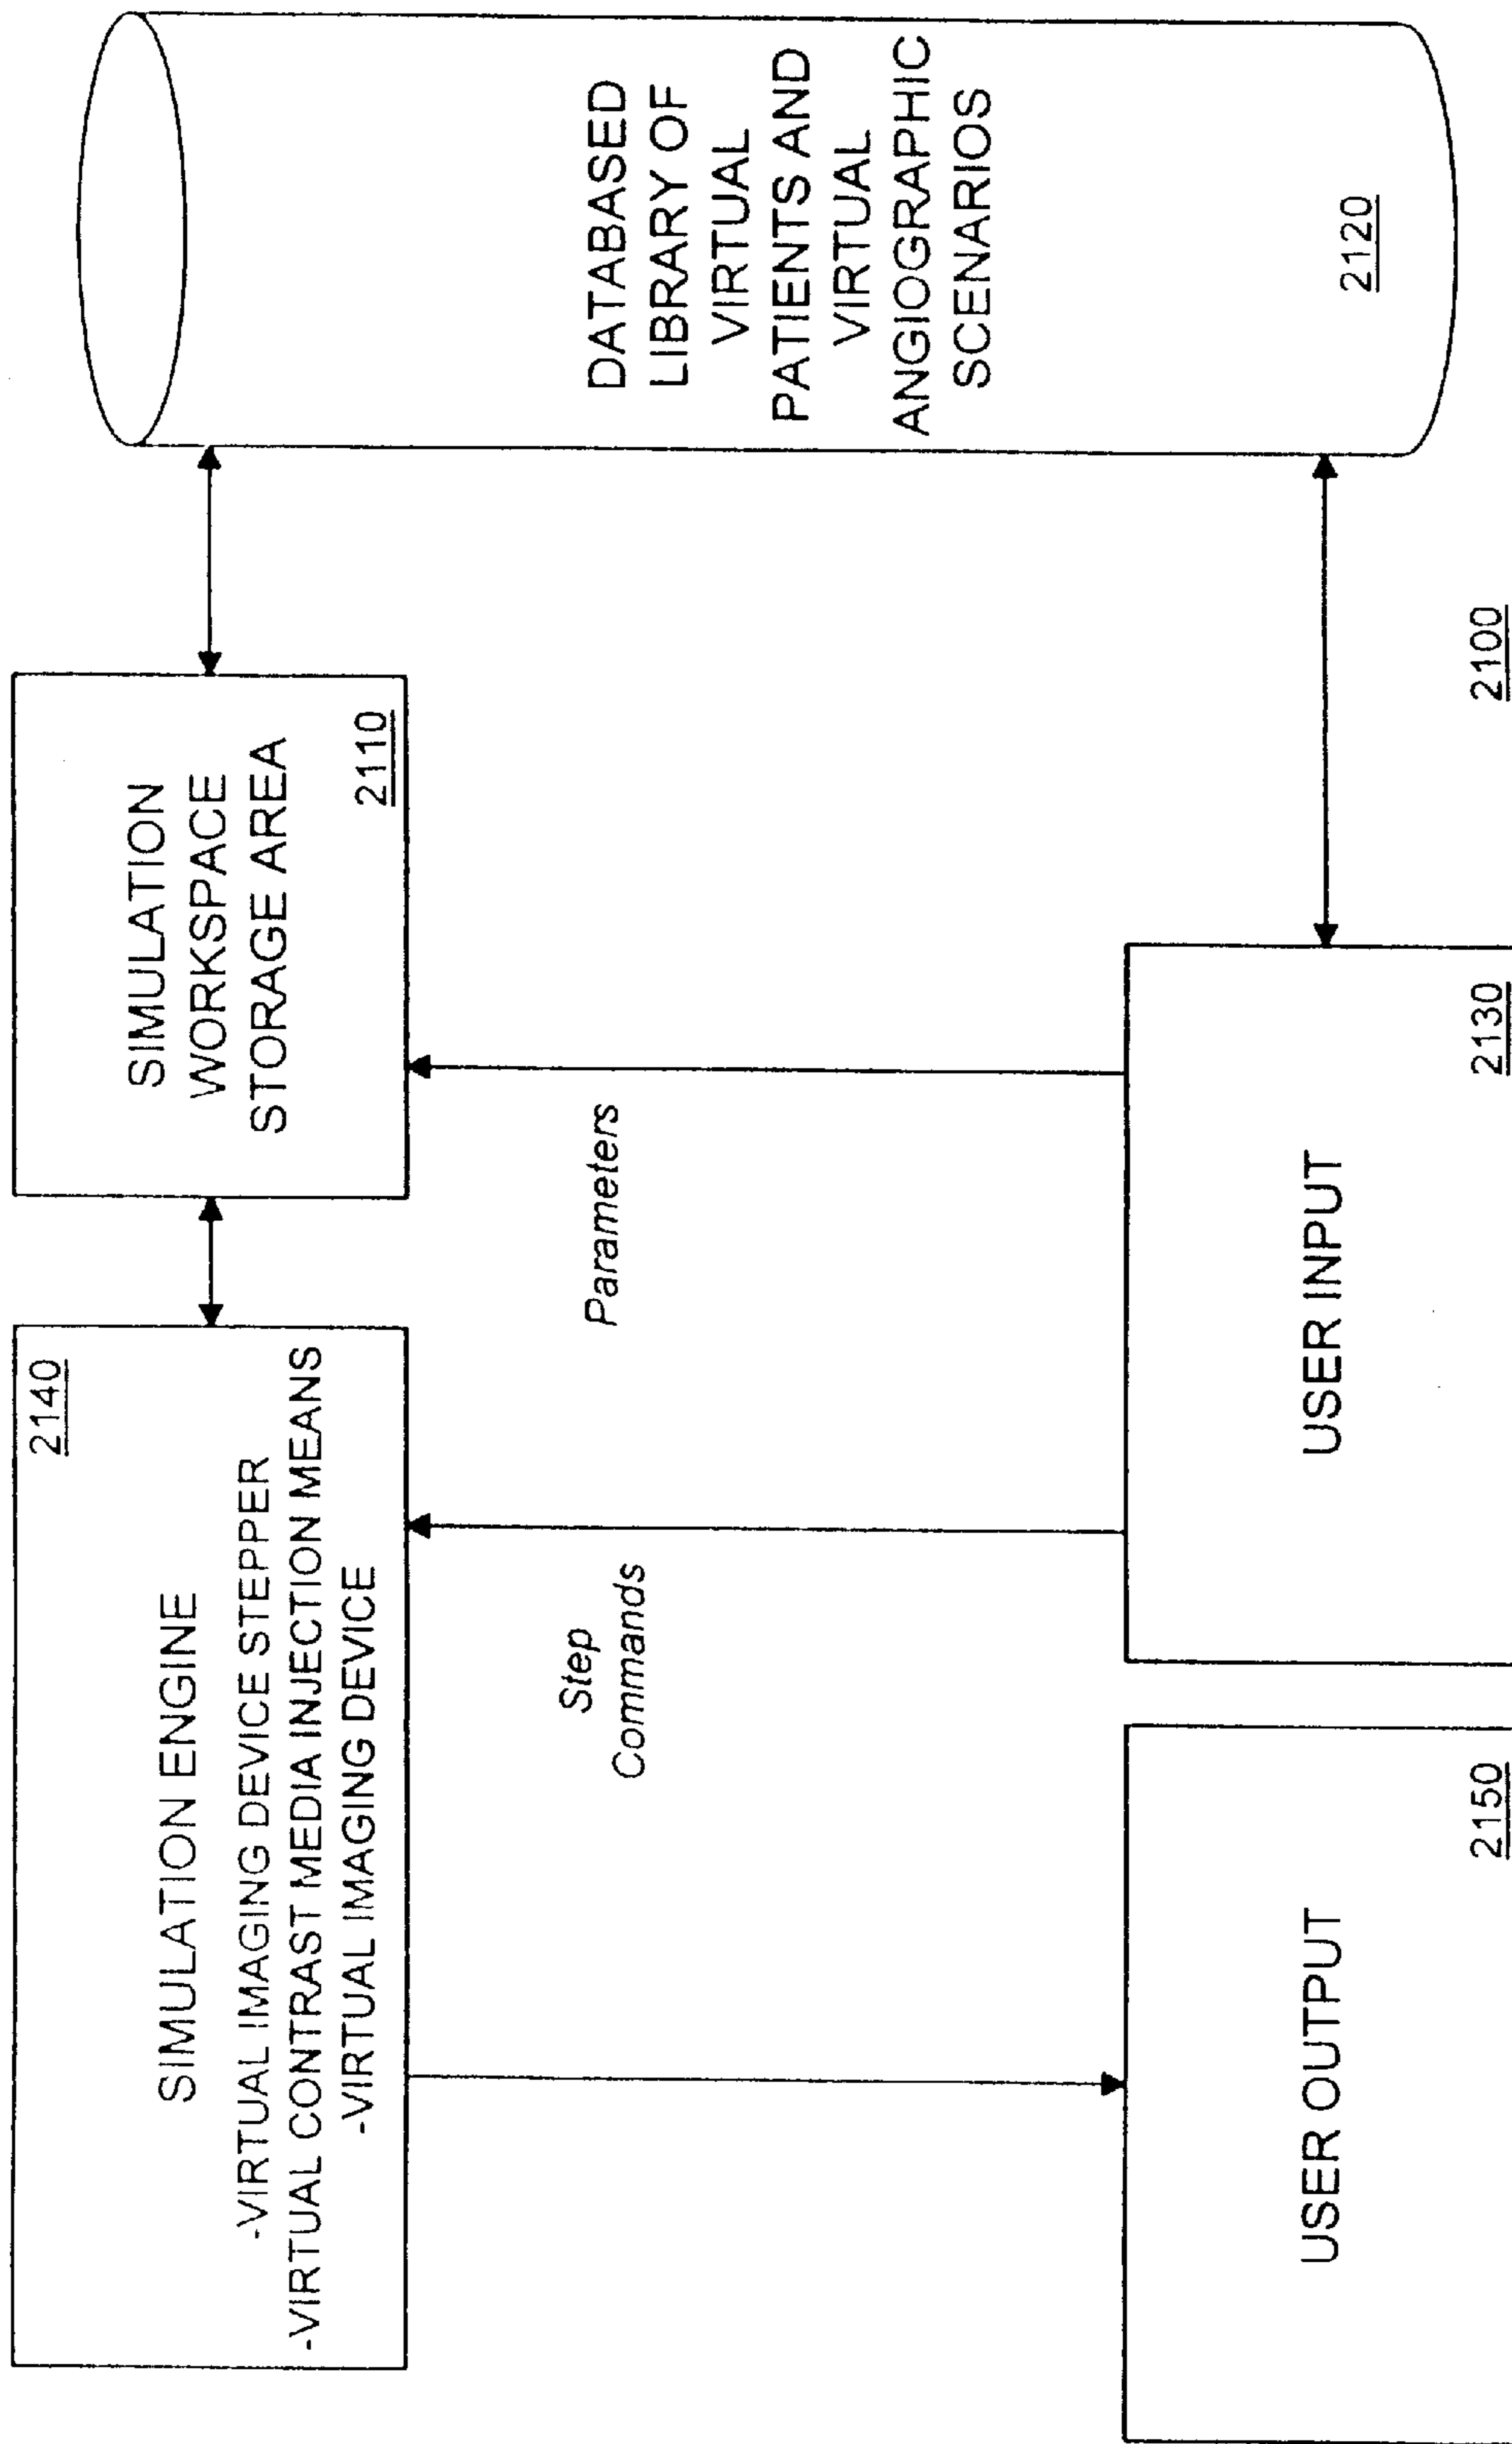 SIMULATION ENGINE
-VIRTUAL IMAGING DEVICE STEPPER
-VIRTUAL CONTRAST MEDIA INJECTION MEANS
-VIRTUAL IMAGING DEVICE
2140
SIMULATION
WORKSPACE
STORAGE AREA
2110
DATABASED
LIBRARY OF
VIRTUAL
PATIENTS AND
VIRTUAL
ANGIOGRAPHIC
SCENARIOS
2120
Step
Commands
Parameters
USER OUTPUT
2150
USER INPUT
2130
2100